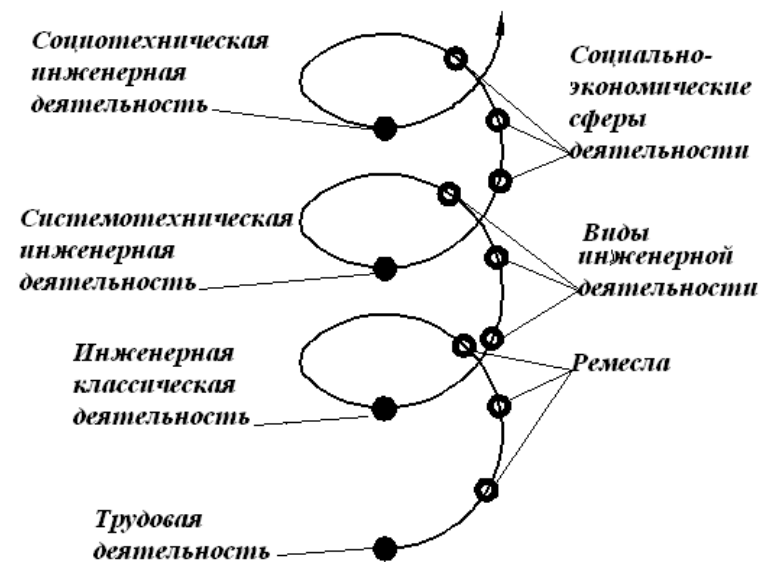 Социотехническая
инженерная
деятельность
Социально-
экономические
сферы
деятельности
Системотехническая
инженерная
деятельность
Виды
инженерной
деятельности
Инженерная
классическая
деятельность
Ремесла
Трудовая
деятельность